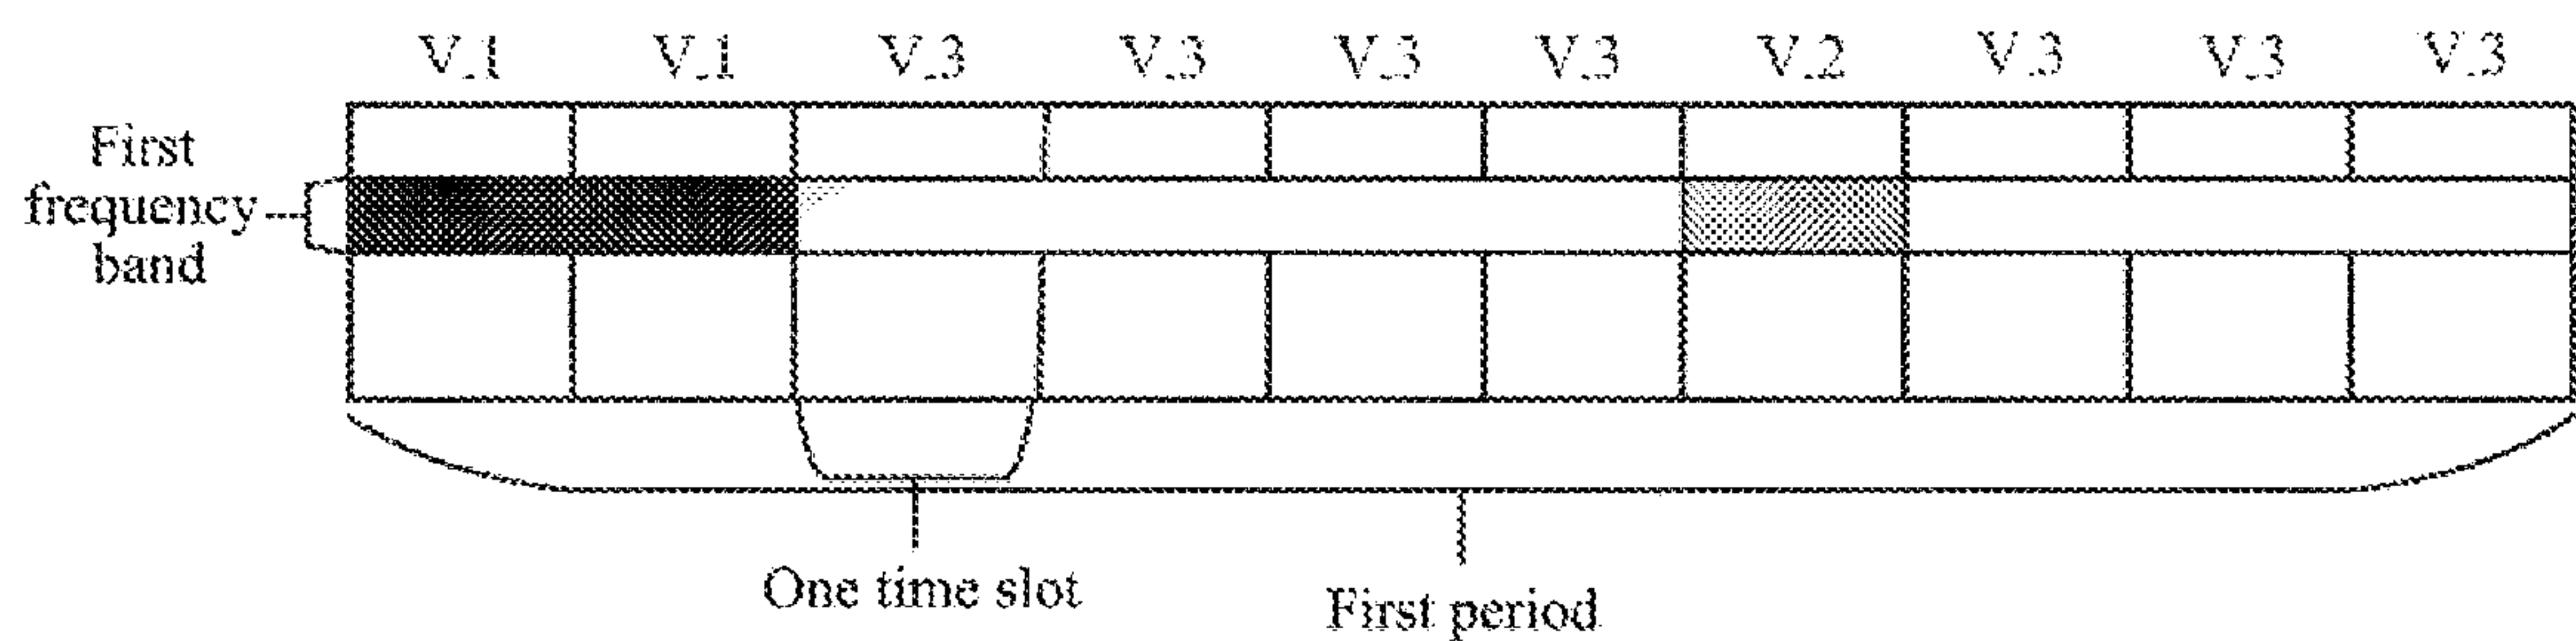 V.1 V.1 V.3 V.3 V.3 V.3 V.2 V.3 V.3 V.3
First
frequency
band
One time slot
First period